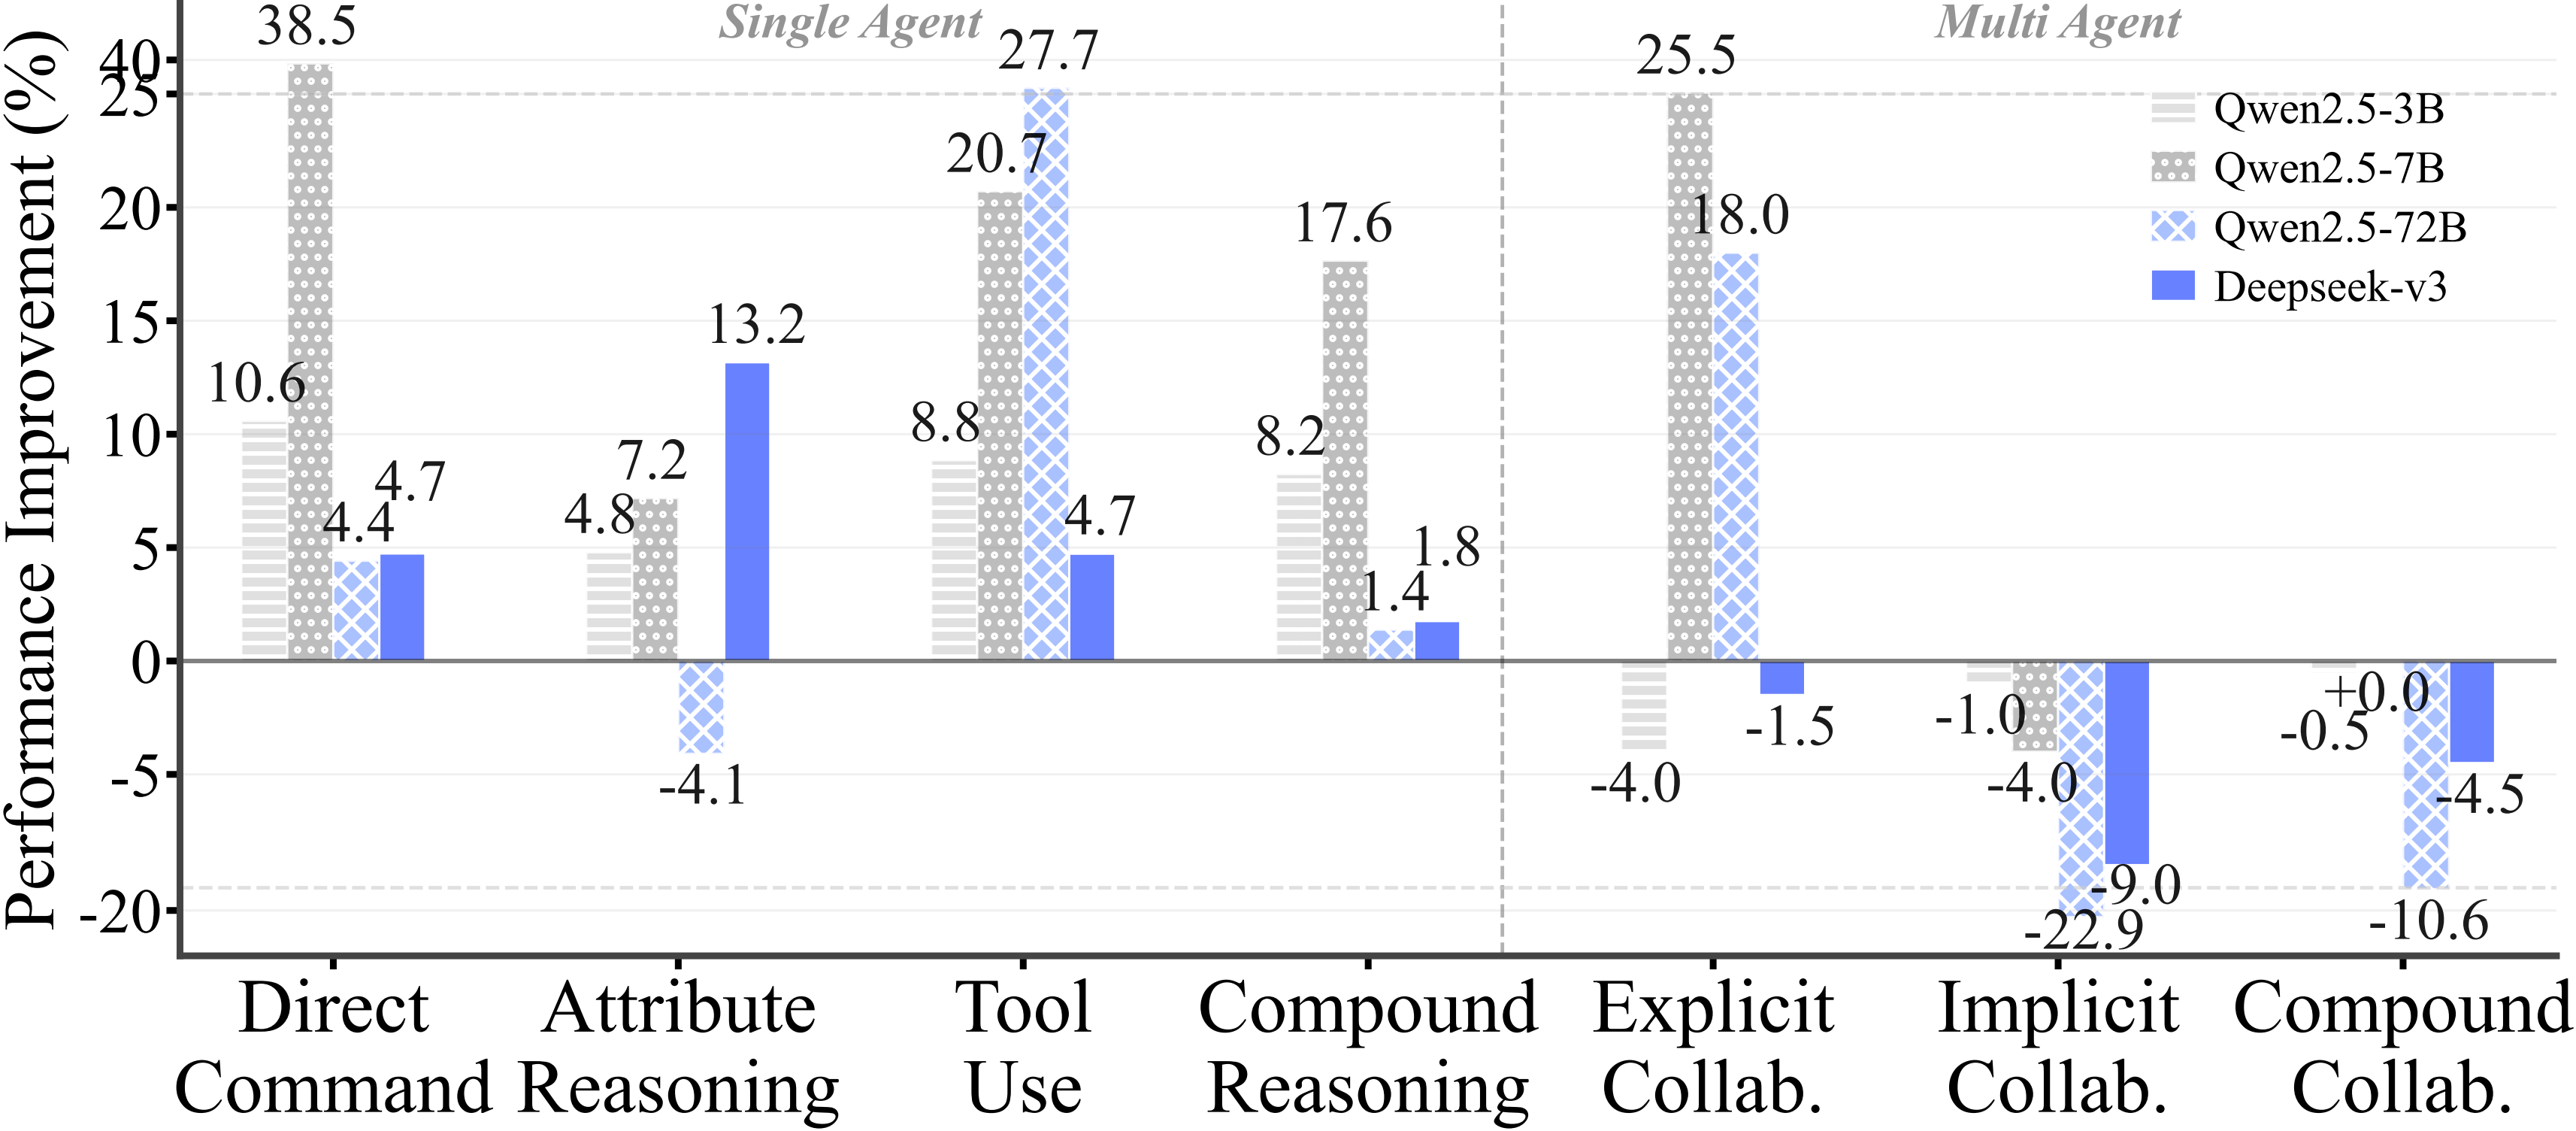 Performance Improvement (%)
40
25
20
15
10
5
0
-5
-20
Single Agent
Multi Agent
38.5
10.6
4.4
4.7
4.8
7.2
-4.1
13.2
8.8
20.7
27.7
4.7
8.2
17.6
1.4
1.8
-4.0
25.5
18.0
-1.5
-1.0
-4.0
-22.9
-9.0
-0.5
+0.0
-10.6
-4.5
Qwen2.5-3B
Qwen2.5-7B
Qwen2.5-72B
Deepseek-v3
Direct
Command
Attribute
Reasoning
Tool
Use
Compound
Reasoning
Explicit
Collab.
Implicit
Collab.
Compound
Collab.